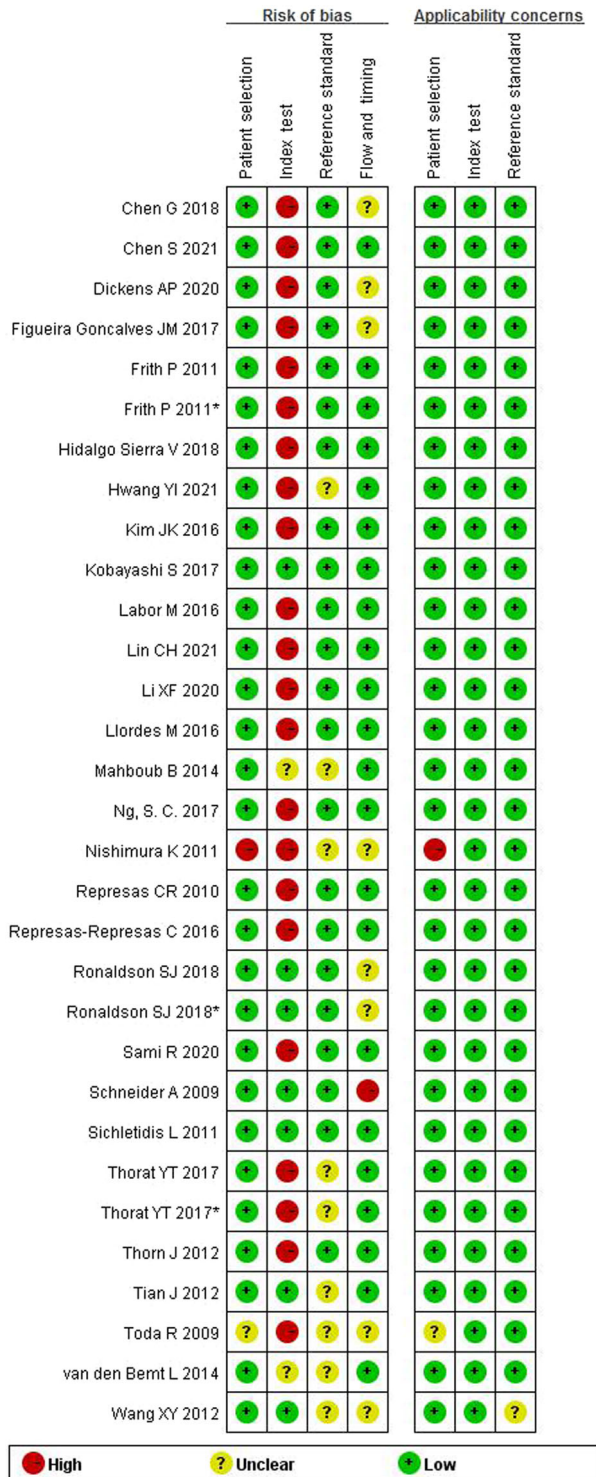 Risk of bias
Applicability concerns
Patient selection
Index test
Reference standard
Flow and timing
Patient selection
Index test
Reference standard
Chen G 2018 + - + ? + + +
Chen S 2021 + - + + + + +
Dickens AP 2020 + - + ? + + +
Figueira Goncalves JM 2017 + - + ? + + +
Frith P 2011 + - + + + + +
Frith P 2011* + - + + + + +
Hidalgo Sierra V 2018 + - + + + + +
Hwang YI 2021 + - ? + + + +
Kim JK 2016 + - + + + + +
Kobayashi S 2017 + + + + + + +
Labor M 2016 + - + + + + +
Lin CH 2021 + - + + + + +
Li XF 2020 + - + + + + +
Llordes M 2016 + - + + + + +
Mahboub B 2014 + ? ? + + + +
Ng, S. C. 2017 + - + + + + +
Nishimura K 2011 - - ? ? - + +
Represas CR 2010 + - + + + + +
Represas-Represas C 2016 + - + + + + +
Ronaldson SJ 2018 + + + ? + + +
Ronaldson SJ 2018* + + + ? + + +
Sami R 2020 + - + + + + +
Schneider A 2009 + + + - + + +
Sichletidis L 2011 + + + + + + +
Thorat YT 2017 + - ? + + + +
Thorat YT 2017* + - ? + + + +
Thorn J 2012 + - + + + + +
Tian J 2012 + + ? + + + +
Toda R 2009 ? - ? ? ? + +
van den Bemt L 2014 + ? ? + + + +
Wang XY 2012 + + ? ? + + ?
- High ? Unclear + Low